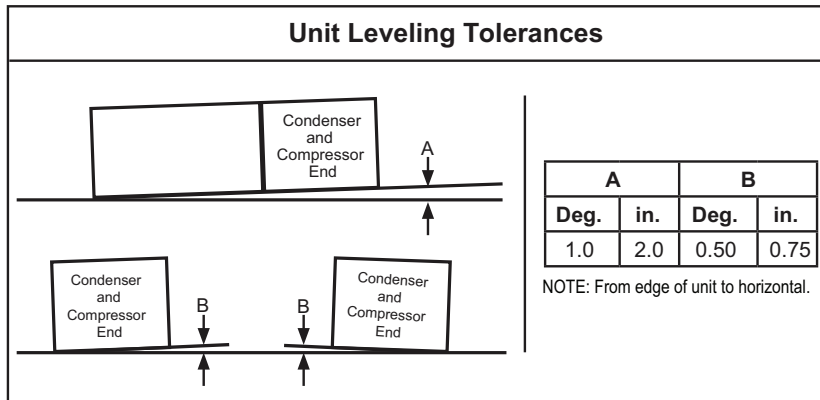 Unit Leveling Tolerances
Condenser
and
Compressor
End
A
Condenser
and
Compressor
End
B
B
Condenser
and
Compressor
End
A B
Deg. in. Deg. in.
1.0 2.0 0.50 0.75
NOTE: From edge of unit to horizontal.